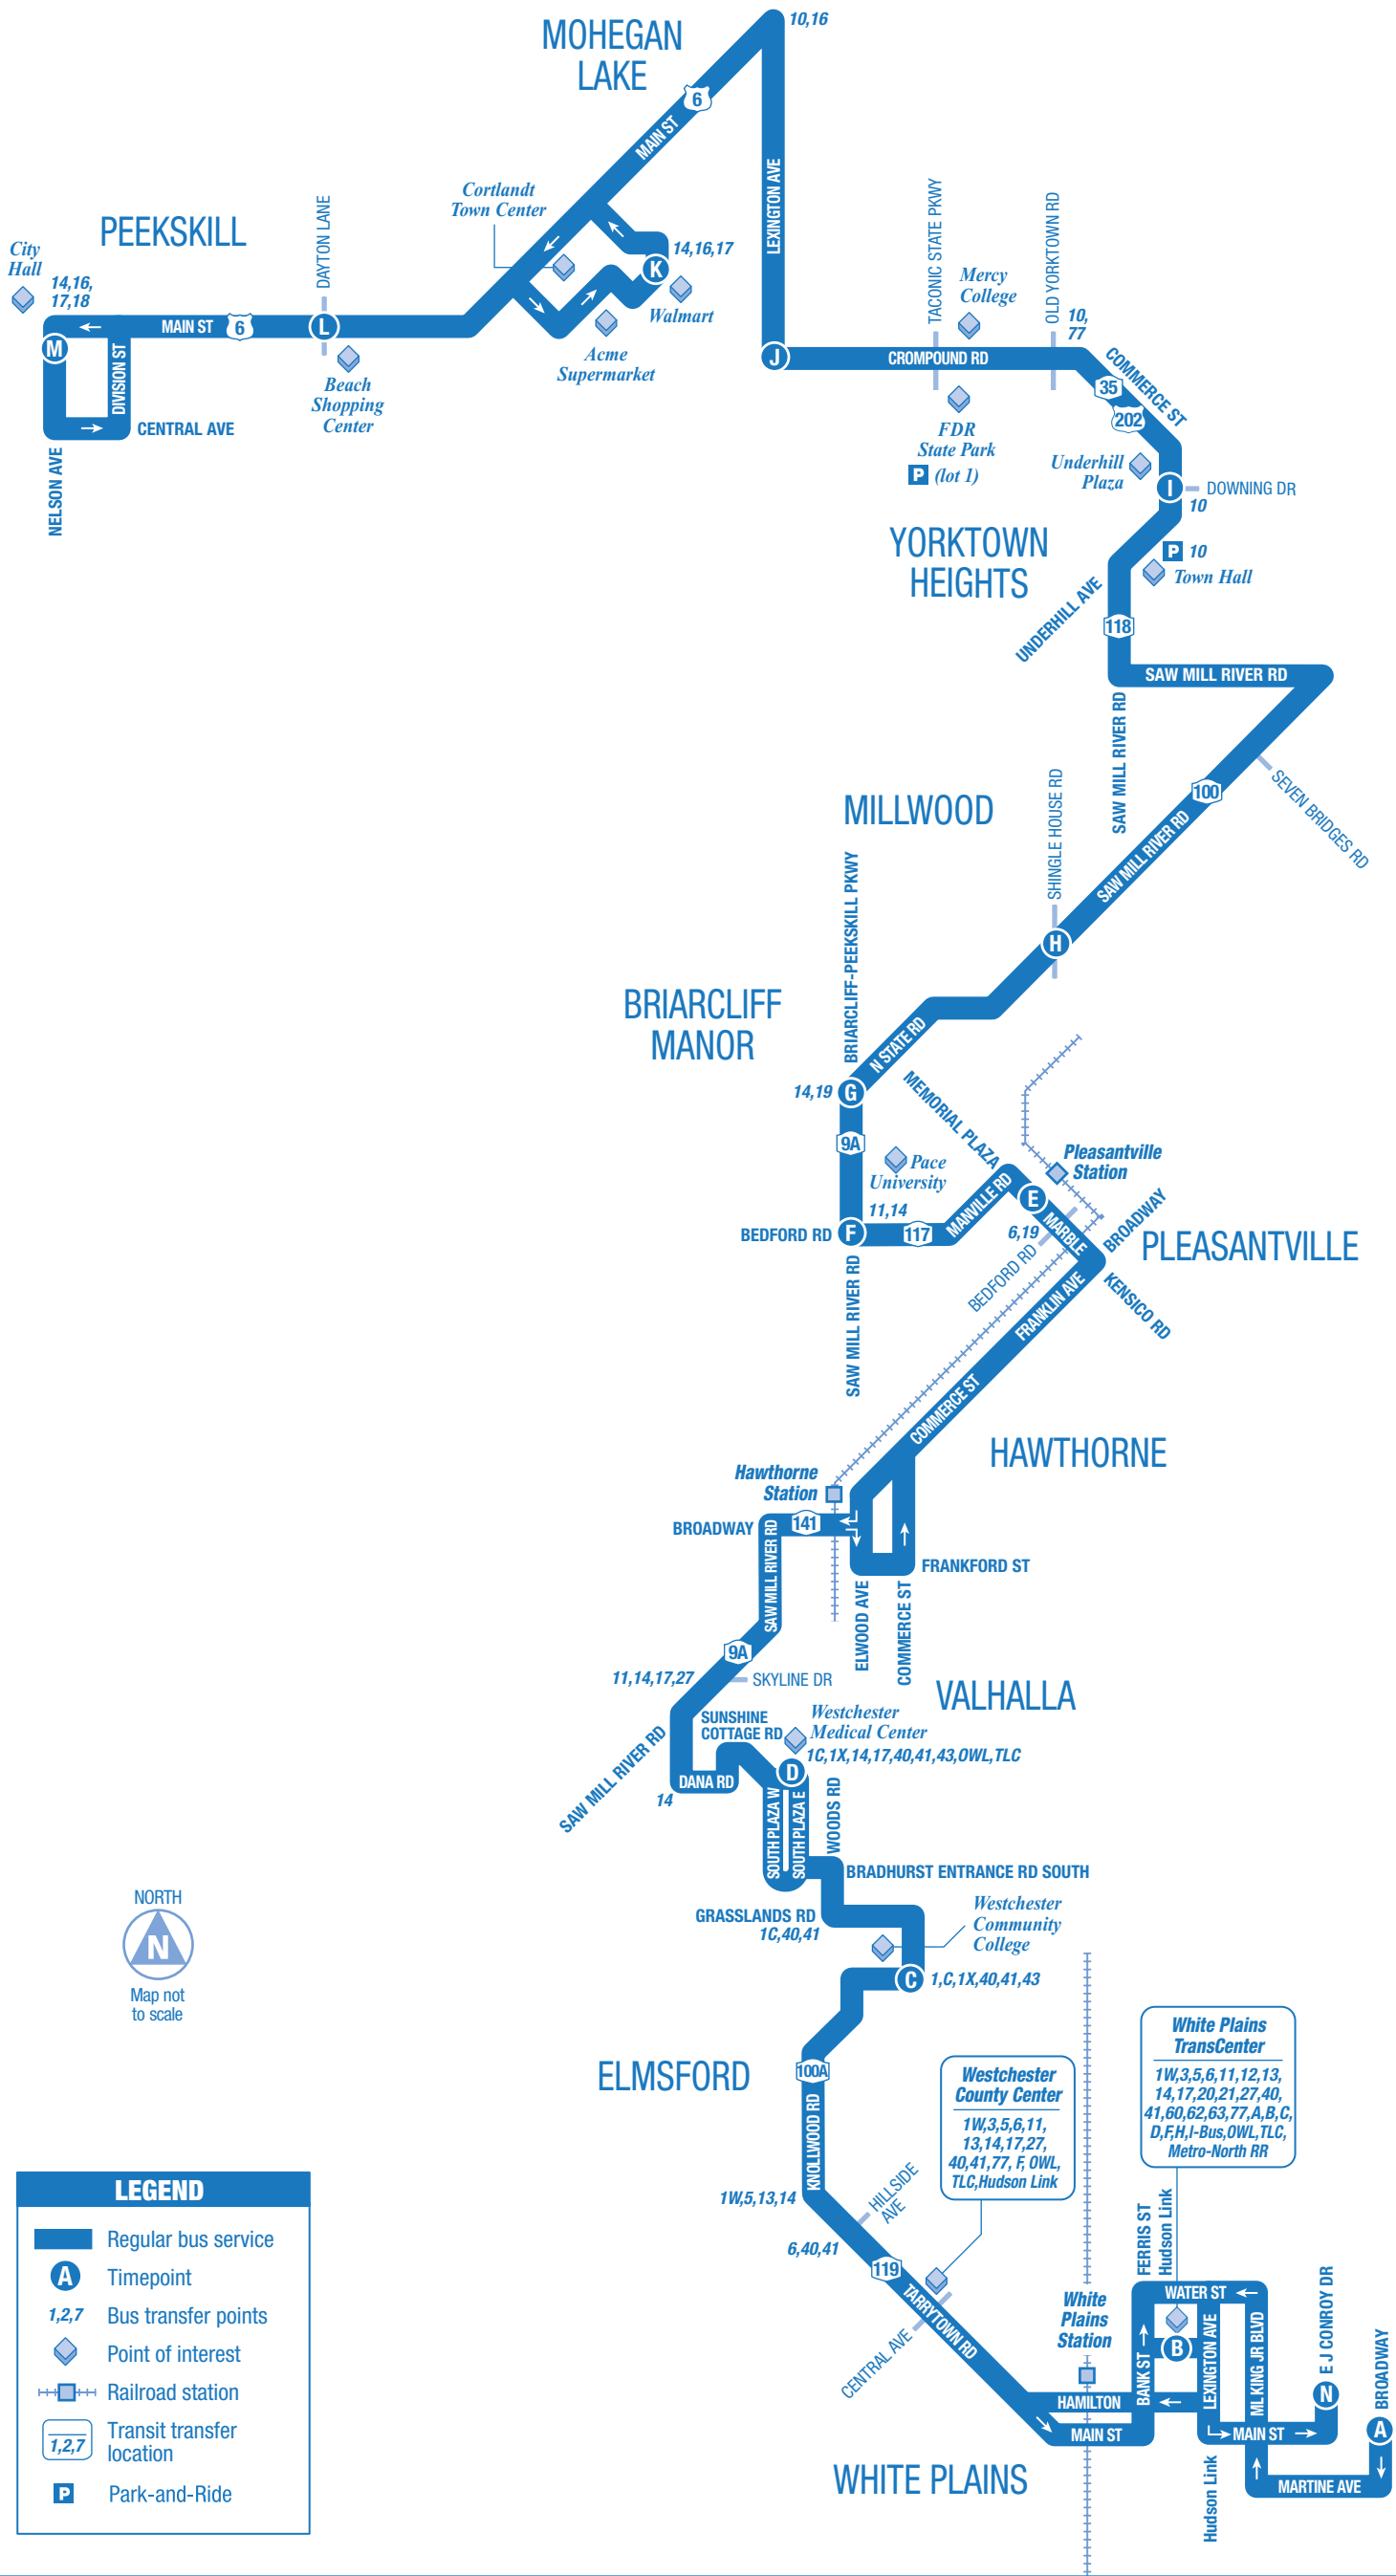 MOHEGAN
LAKE
10,16
6
MAIN ST
LEXINGTON AVE
Cortlandt
Town Center
PEEKSKILL
City
Hall
14,16,
17,18
DAYTON LANE
14,16,17
K
Walmart
Acme
Supermarket
MAIN ST
6
L
M
DIVISION ST
CENTRAL AVE
NELSON AVE
Beach
Shopping
Center
J
CROMPOUND RD
TACONIC STATE PKWY
Mercy
College
OLD YORKTOWN RD
10,
77
COMMERCE ST
35
202
FDR
State Park
P (lot 1)
Underhill
Plaza
I
DOWNING DR
10
YORKTOWN
HEIGHTS
P 10
Town Hall
UNDERHILL AVE
118
SAW MILL RIVER RD
SAW MILL RIVER RD
100
SEVEN BRIDGES RD
MILLWOOD
SHINGLE HOUSE RD
SAW MILL RIVER RD
H
BRIARCLIFF
MANOR
BRIARCLIFF-PEEKSKILL PKWY
N STATE RD
14,19
G
9A
MEMORIAL PLAZA
Pace
University
Pleasantville
Station
11,14
BEDFORD RD
F
117
MANVILLE RD
E
MARBLE
6,19
BEDFORD RD
BROADWAY
PLEASANTVILLE
KENSICO RD
SAW MILL RIVER RD
FRANKLIN AVE
COMMERCE ST
HAWTHORNE
Hawthorne
Station
BROADWAY
141
SAW MILL RIVER RD
FRANKFORD ST
ELWOOD AVE
COMMERCE ST
9A
11,14,17,27
SKYLINE DR
VALHALLA
SUNSHINE
COTTAGE RD
Westchester
Medical Center
1C,1X,14,17,40,41,43,OWL,TLC
D
SAW MILL RIVER RD
DANA RD
14
SOUTH PLAZA W
SOUTH PLAZA E
WOODS RD
BRADHURST ENTRANCE RD SOUTH
GRASSLANDS RD
1C,40,41
Westchester
Community
College
C
1,C,1X,40,41,43
NORTH
N
Map not
to scale
ELMSFORD
100A
KNOLLWOOD RD
1W,5,13,14
HILLSIDE
AVE
6,40,41
119
TARRYTOWN RD
CENTRAL AVE
Westchester
County Center
1W,3,5,6,11,
13,14,17,27,
40,41,77, F, OWL,
TLC,Hudson Link
White Plains
TransCenter
1W,3,5,6,11,12,13,
14,17,20,21,27,40,
41,60,62,63,77,A,B,C,
D,F,H,I-Bus,OWL,TLC,
Metro-North RR
FERRIS ST
Hudson Link
White
Plains
Station
WATER ST
BANK ST
B
LEXINGTON AVE
ML KING JR BLVD
E J CONROY DR
N
BROADWAY
A
HAMILTON
MAIN ST
MAIN ST
MARTINE AVE
Hudson Link
WHITE PLAINS
LEGEND
Regular bus service
A
Timepoint
1,2,7
Bus transfer points
Point of interest
Railroad station
1,2,7
Transit transfer
location
P
Park-and-Ride